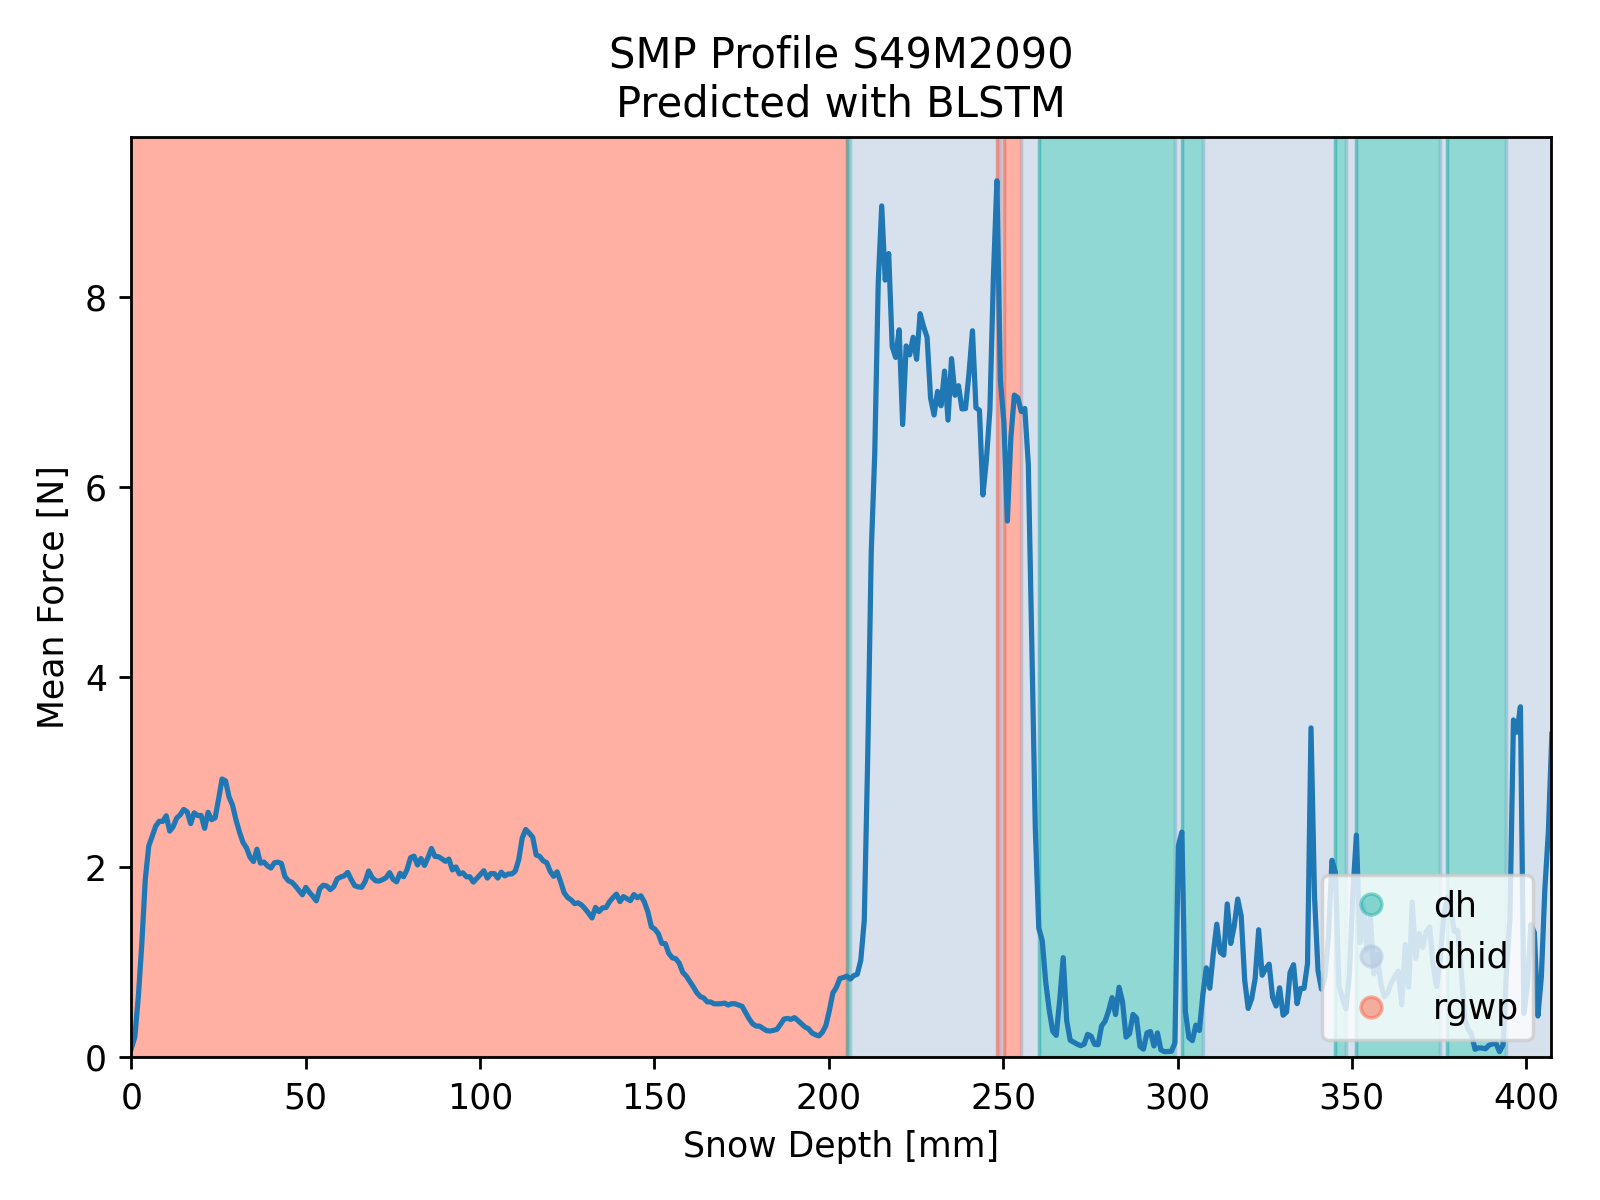 SMP Profile S49M2090
Predicted with BLSTM
Mean Force [N]
8
6
4
2
0
0 50 100 150 200 250 300 350 400
Snow Depth [mm]
dh
dhid
rgwp